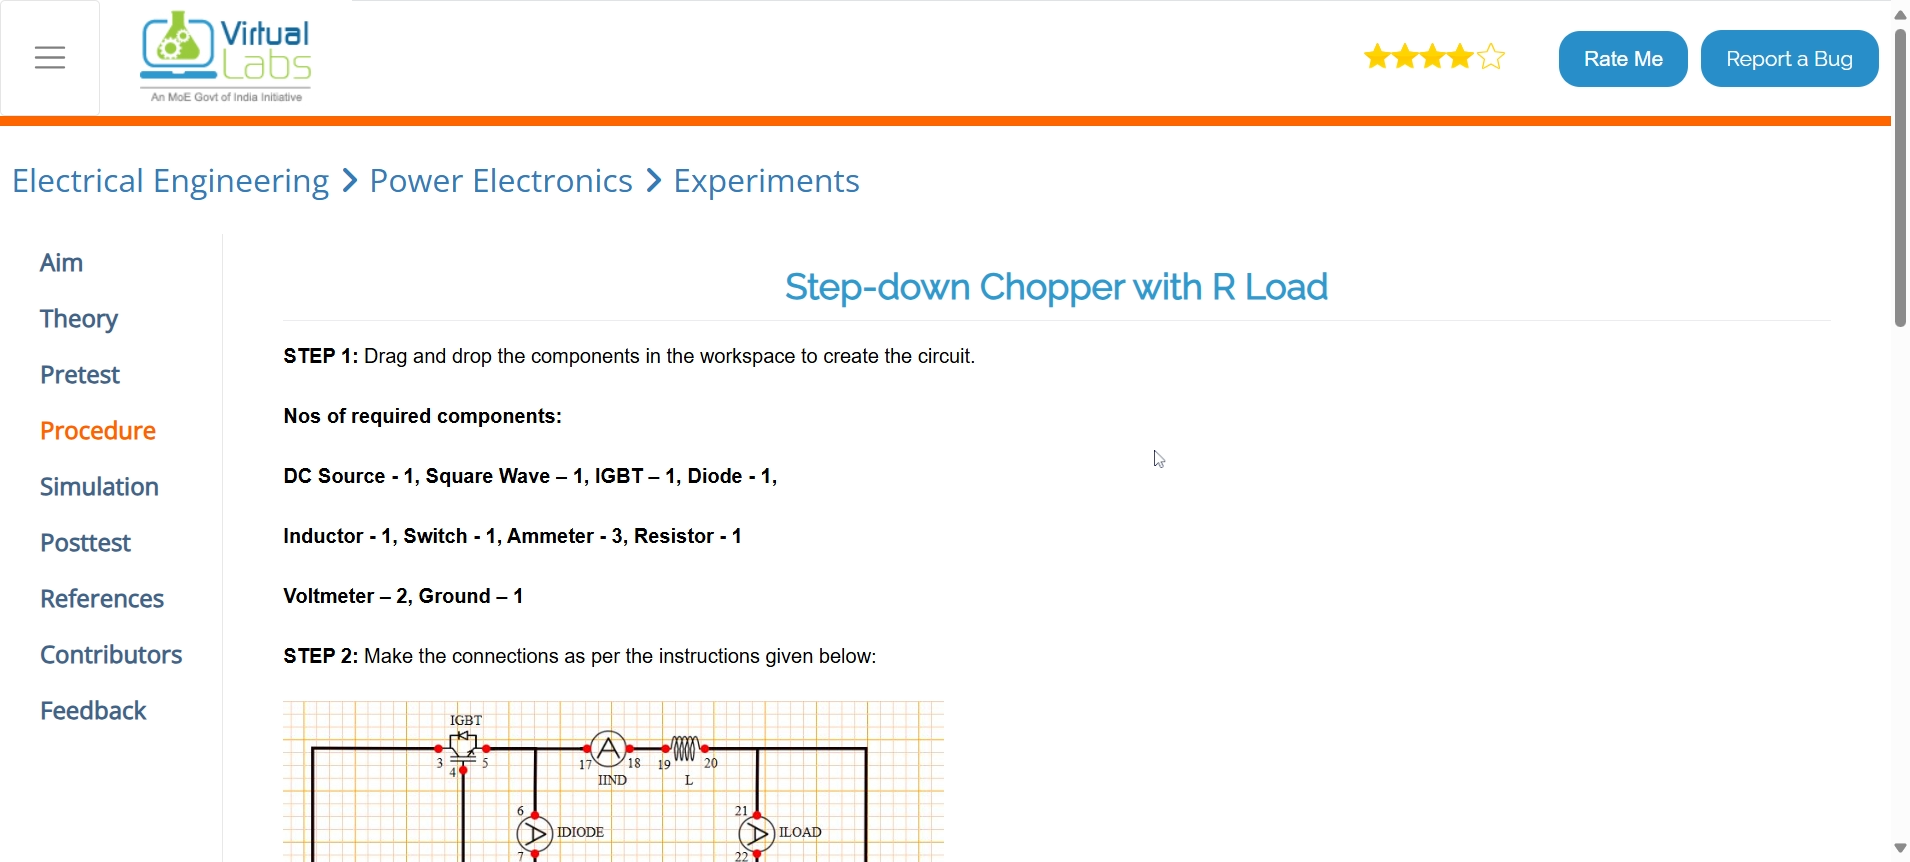 Virtual
Labs
An MoE Govt of India Initiative
Rate Me
Report a Bug
Electrical Engineering > Power Electronics > Experiments
Aim
Theory
Pretest
Procedure
Simulation
Posttest
References
Contributors
Feedback
Step-down Chopper with R Load
STEP 1: Drag and drop the components in the workspace to create the circuit.
Nos of required components:
DC Source - 1, Square Wave – 1, IGBT – 1, Diode - 1,
Inductor - 1, Switch - 1, Ammeter - 3, Resistor - 1
Voltmeter – 2, Ground – 1
STEP 2: Make the connections as per the instructions given below:
IGBT
3 4 5 17 A 18 19 20
IIND L
6 21
A IDIODE A ILOAD
7 22